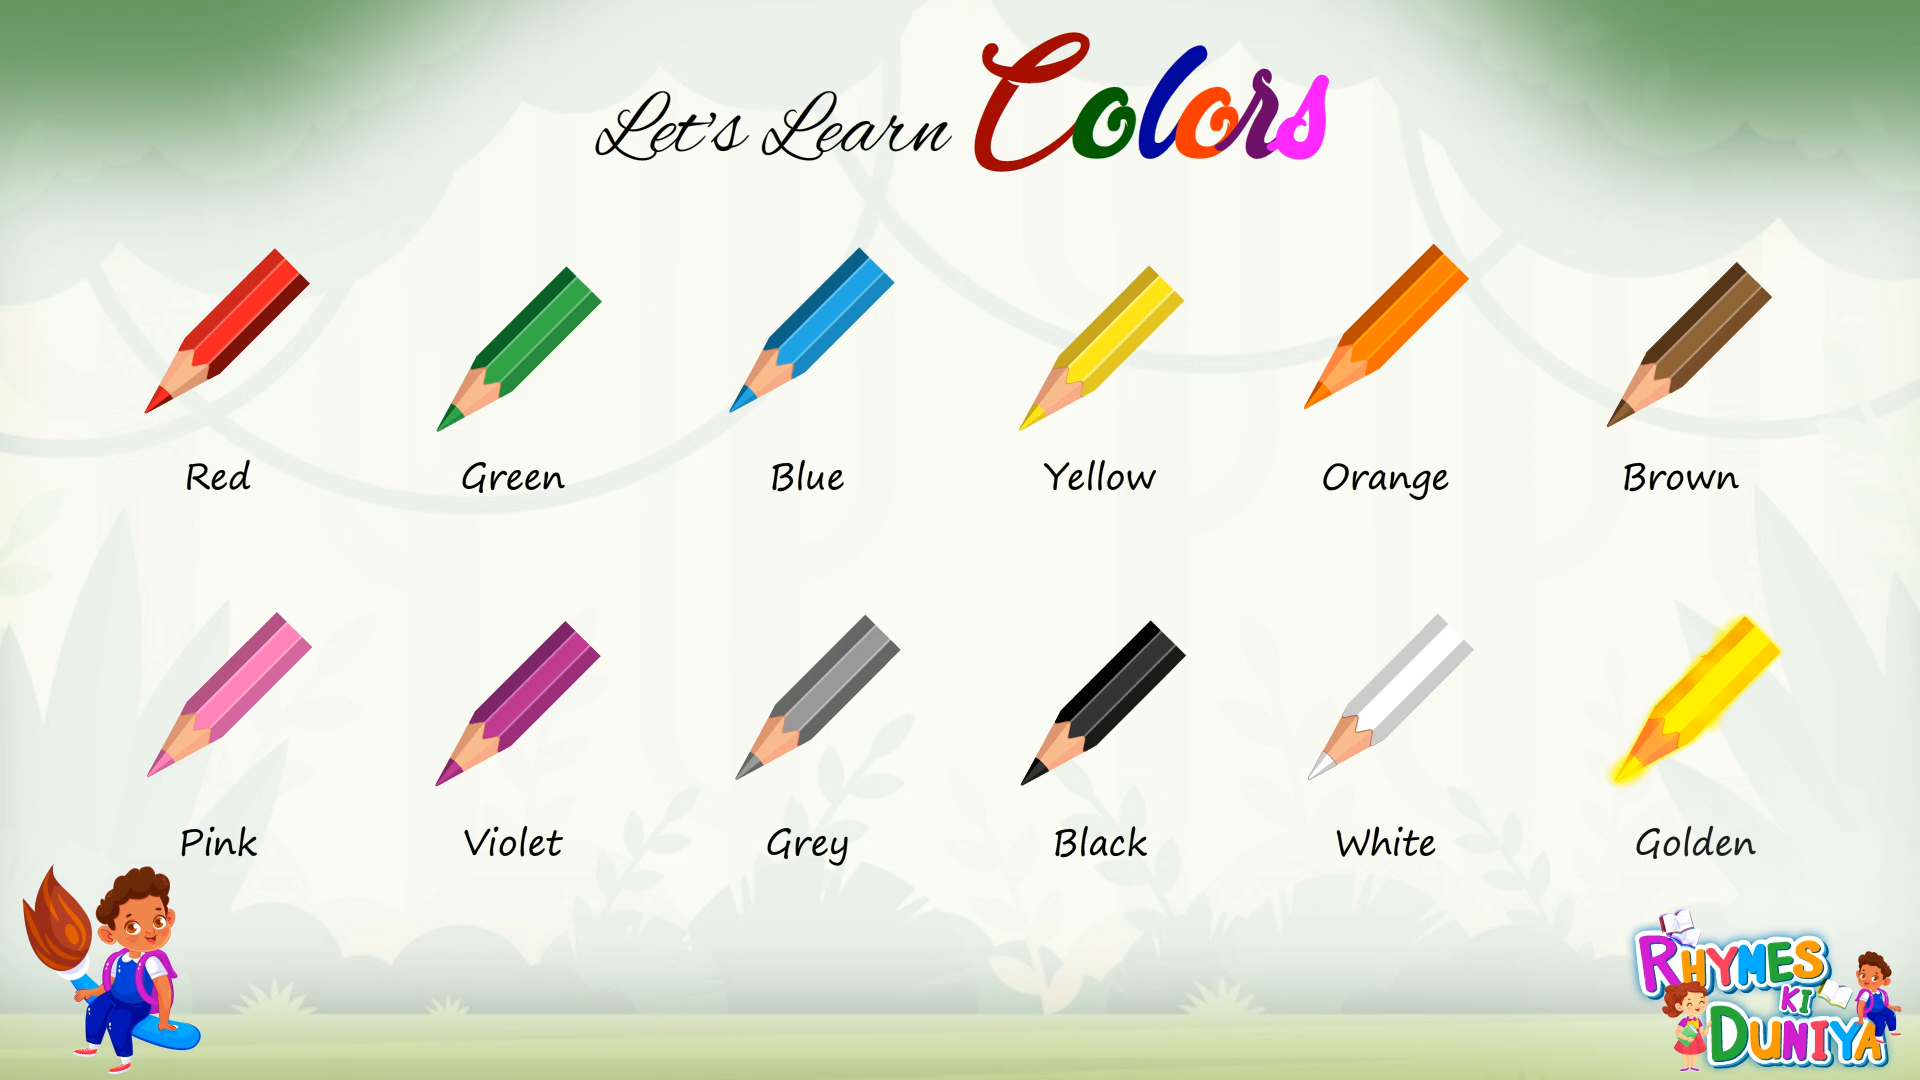 Let's Learn Colors
Red Green Blue Yellow Orange Brown
Pink Violet Grey Black White Golden
RHYMES
KI
DUNIYA